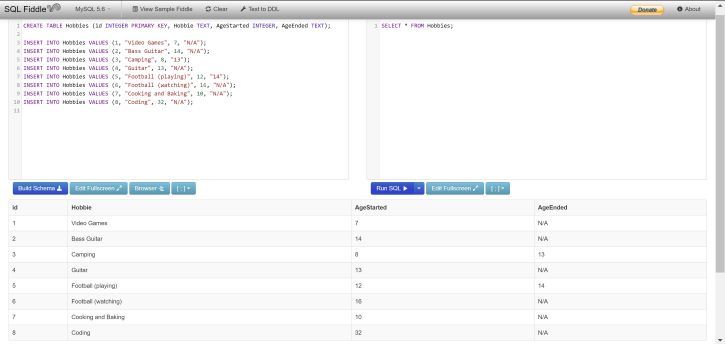 SQL Fiddle MySQL 5.6 View Sample Fiddle Clear Text to DDL Donate About
1 CREATE TABLE Hobbies (id INTEGER PRIMARY KEY, Hobbie TEXT, AgeStarted INTEGER, AgeEnded TEXT);
2
3 INSERT INTO Hobbies VALUES (1, "Video Games", 7, "N/A");
4 INSERT INTO Hobbies VALUES (2, "Bass Guitar", 14, "N/A");
5 INSERT INTO Hobbies VALUES (3, "Camping", 8, "13");
6 INSERT INTO Hobbies VALUES (4, "Guitar", 13, "N/A");
7 INSERT INTO Hobbies VALUES (5, "Football (playing)", 12, "14");
8 INSERT INTO Hobbies VALUES (6, "Football (watching)", 16, "N/A");
9 INSERT INTO Hobbies VALUES (7, "Cooking and Baking", 10, "N/A");
10 INSERT INTO Hobbies VALUES (8, "Coding", 32, "N/A");
11
1 SELECT * FROM Hobbies;
Build Schema Edit Fullscreen Browser [ ; ]
Run SQL Edit Fullscreen [ ; ]
id Hobbie AgeStarted AgeEnded
1 Video Games 7 N/A
2 Bass Guitar 14 N/A
3 Camping 8 13
4 Guitar 13 N/A
5 Football (playing) 12 14
6 Football (watching) 16 N/A
7 Cooking and Baking 10 N/A
8 Coding 32 N/A